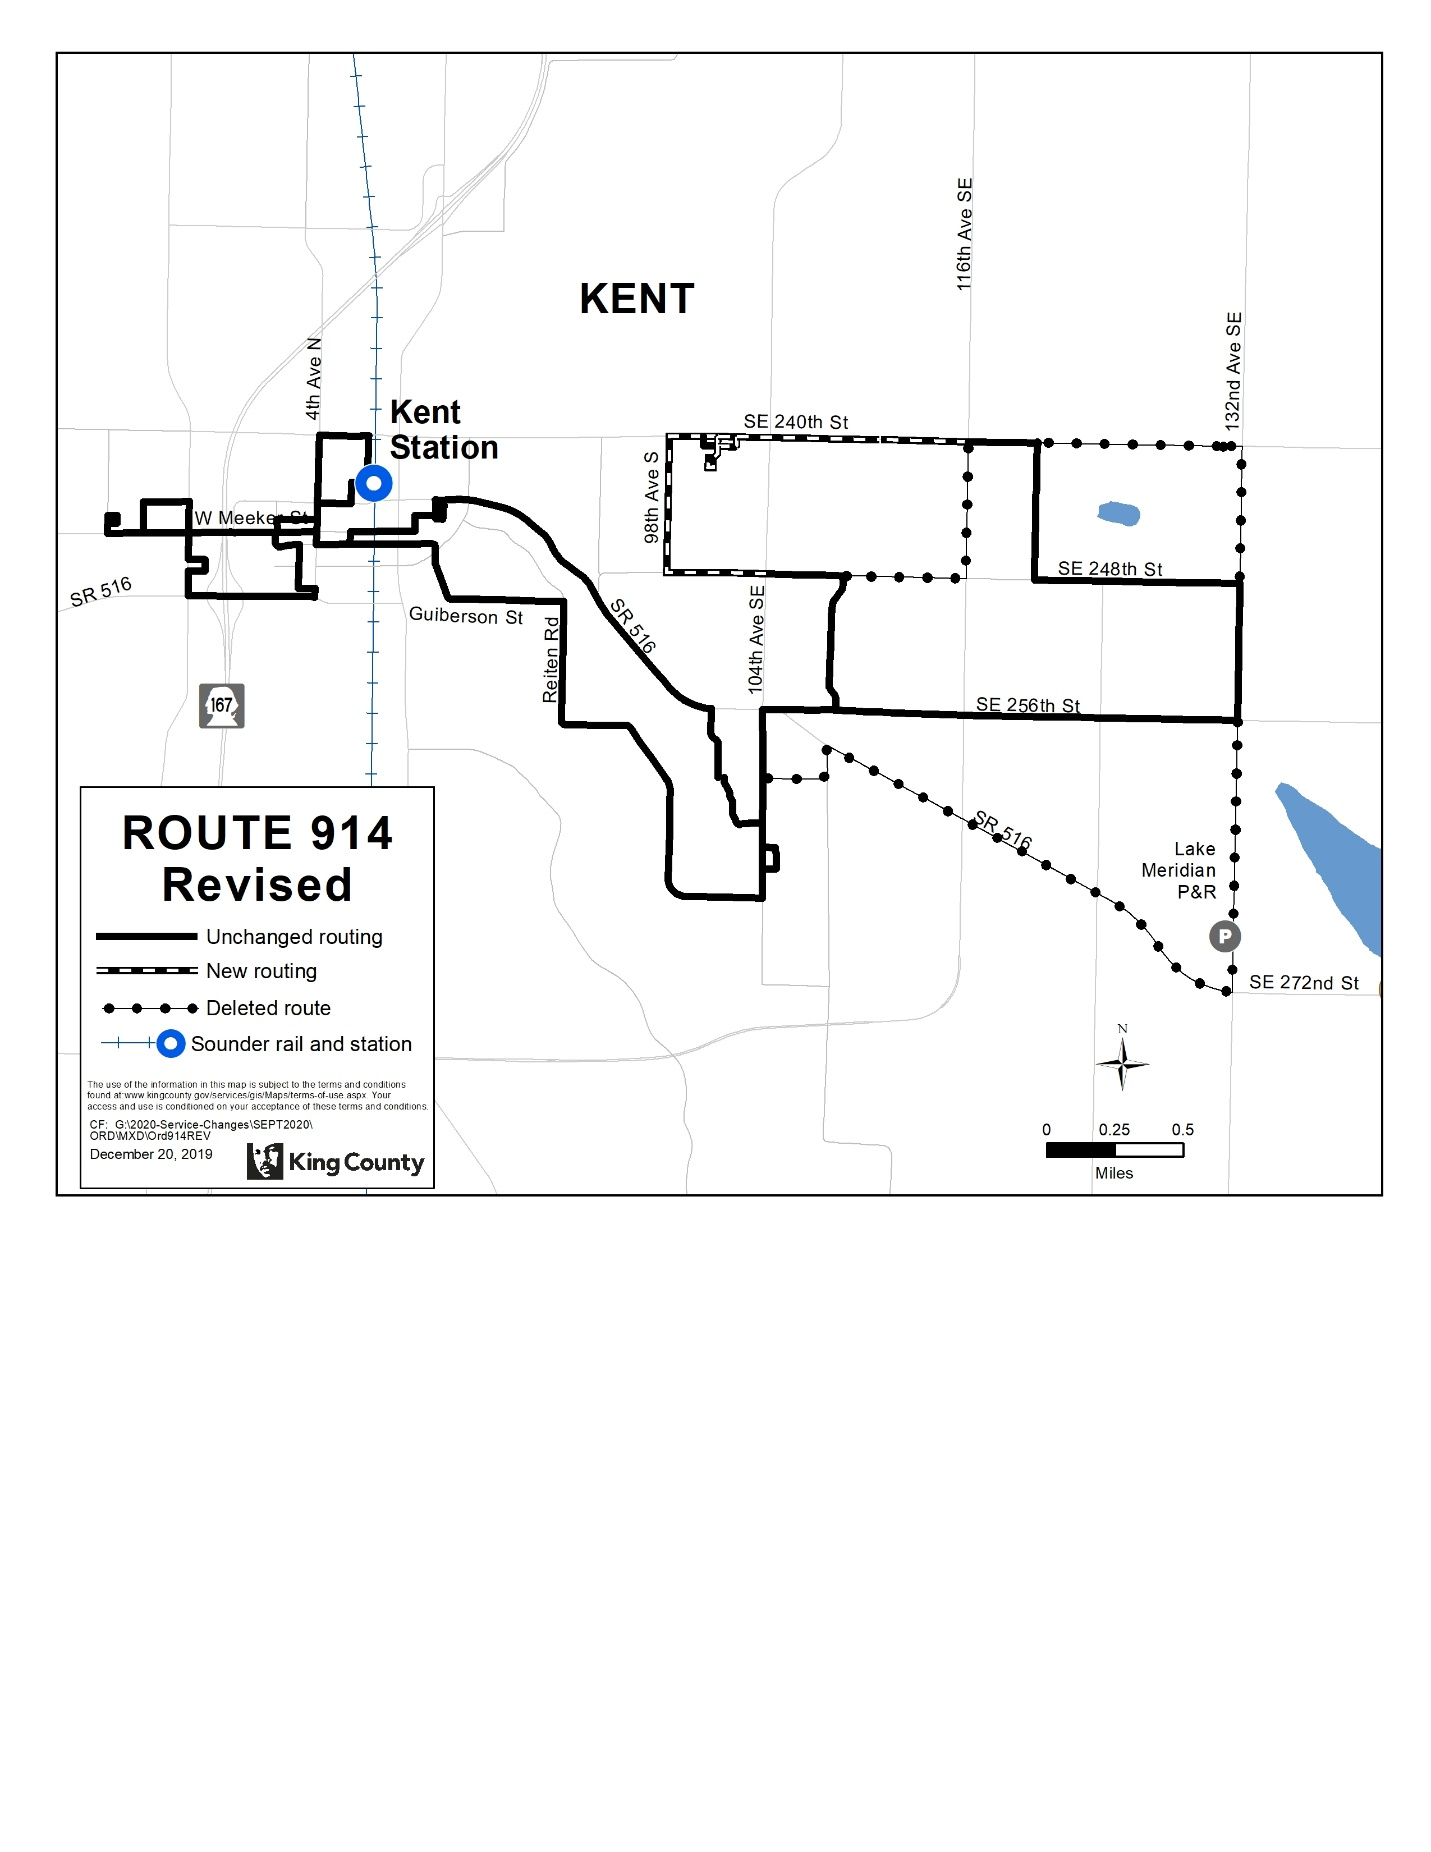 116th Ave SE
KENT
132nd Ave SE
4th Ave N
Kent
Station
SE 240th St
98th Ave S
W Meeker St
SE 248th St
SR 516
Guiberson St
Reiten Rd
SR 516
104th Ave SE
167
SE 256th St
SR 516
Lake
Meridian
P&R
P
SE 272nd St
ROUTE 914
Revised
Unchanged routing
New routing
Deleted route
Sounder rail and station
The use of the information in this map is subject to the terms and conditions
found at:www.kingcounty.gov/services/gis/Maps/terms-of-use.aspx. Your
access and use is conditioned on your acceptance of these terms and conditions.
CF: G:\2020-Service-Changes\SEPT2020\
ORD\MXD\Ord914REV
December 20, 2019
King County
N
0 0.25 0.5
Miles